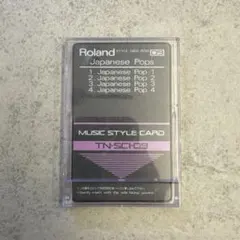 Roland
Japanese Pops
1. Japanese Pop 1
2. Japanese Pop 2
3. Japanese Pop 3
4. Japanese Pop 4
MUSIC STYLE CARD
TN-SC1-09